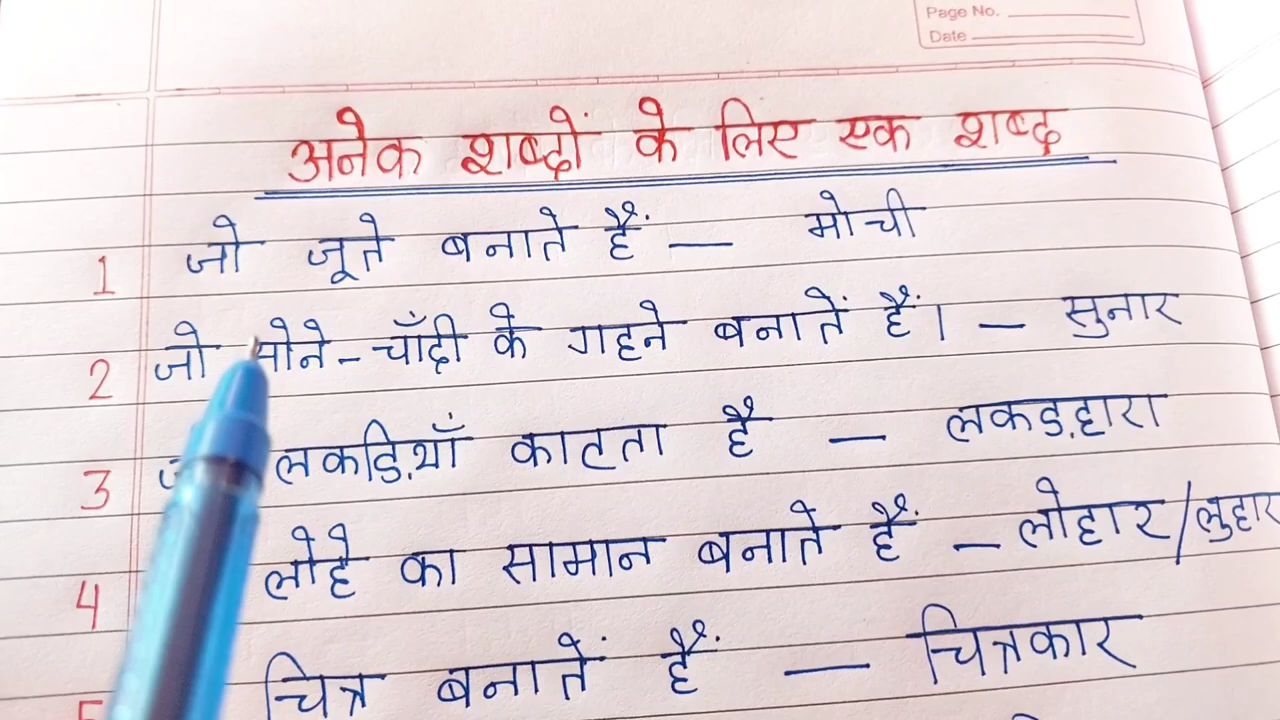 Page No.
Date
अनेक शब्दों के लिए एक शब्द
1 जो जूते बनाते हैं — मोची
2 जो सोने-चाँदी के गहने बनातें हैं। — सुनार
3 लकड़ियाँ काटता है — लकड़हारा
4 लोहे का सामान बनाते हैं — लोहार/लुहार
5 चित्र बनातें हैं — चित्रकार